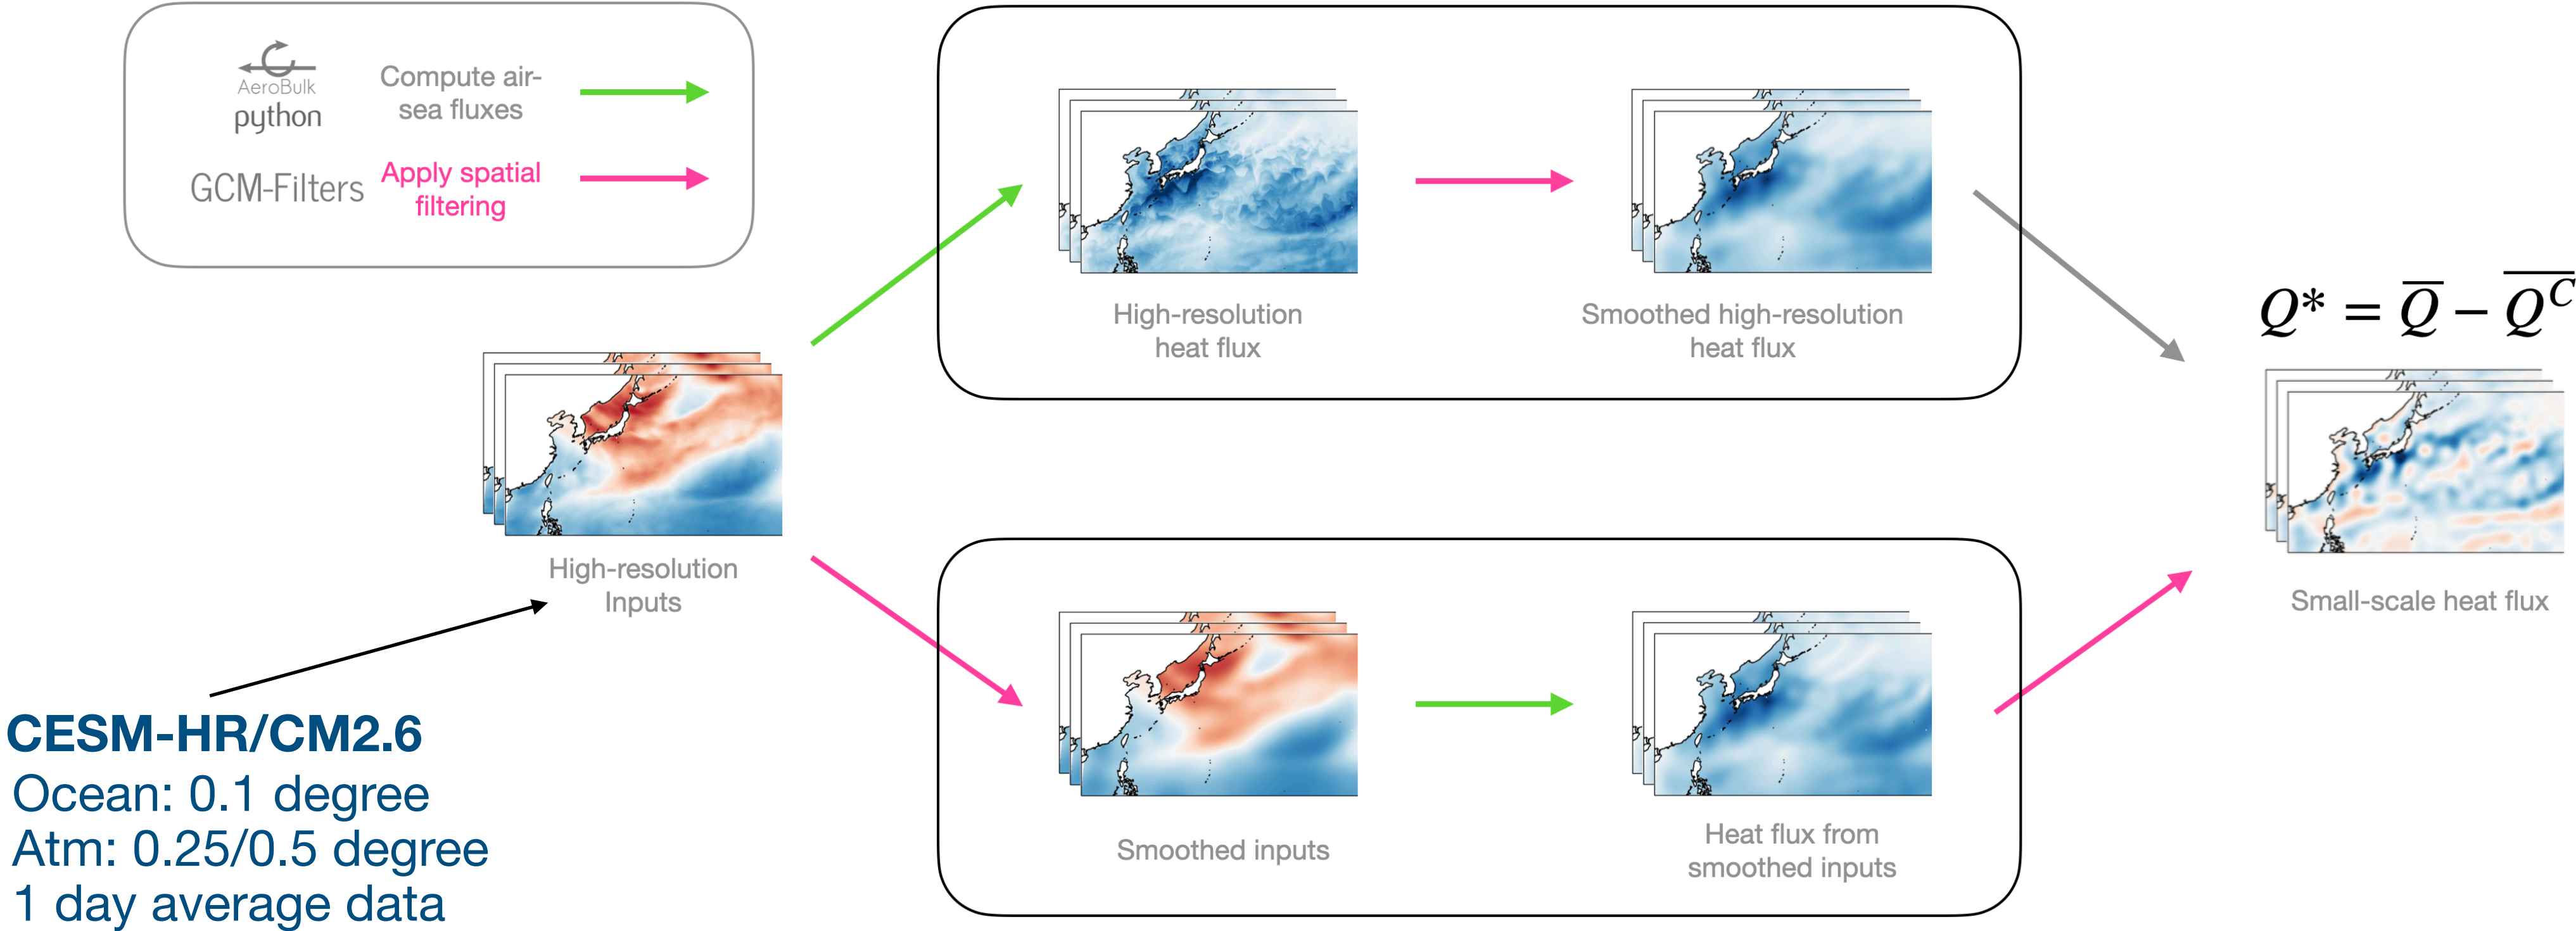 AeroBulk
python
Compute air-
sea fluxes
GCM-Filters
Apply spatial
filtering
High-resolution
heat flux
Smoothed high-resolution
heat flux
Q* = Q̅ − Q̅^C̅
Small-scale heat flux
High-resolution
Inputs
CESM-HR/CM2.6
Ocean: 0.1 degree
Atm: 0.25/0.5 degree
1 day average data
Smoothed inputs
Heat flux from
smoothed inputs